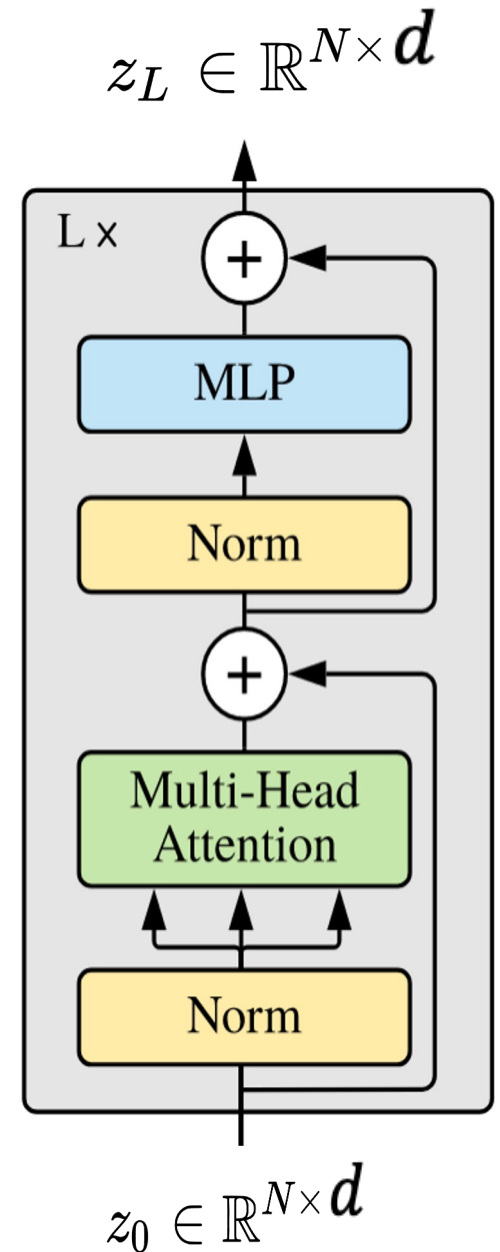 z_L ∈ ℝ^{N×d}
L ×
+
MLP
Norm
+
Multi-Head
Attention
Norm
z_0 ∈ ℝ^{N×d}